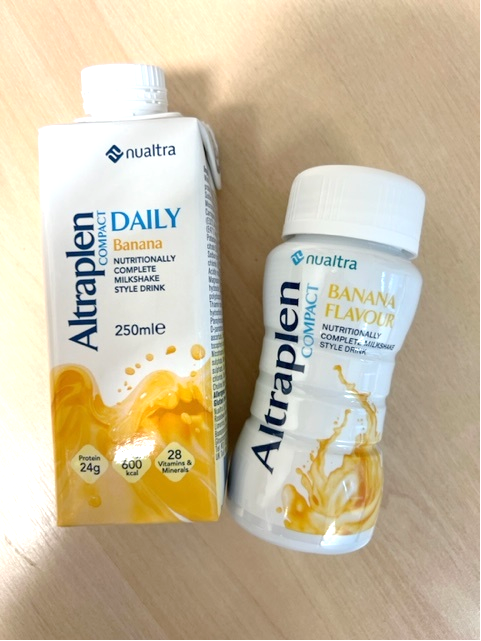 nualtra
Altraplen
COMPACT
DAILY
Banana
NUTRITIONALLY
COMPLETE
MILKSHAKE
STYLE DRINK
250ml℮
Protein
24g
600
kcal
28
Vitamins &
Minerals
nualtra
Altraplen
COMPACT
BANANA
FLAVOUR
NUTRITIONALLY
COMPLETE MILKSHAKE
STYLE DRINK